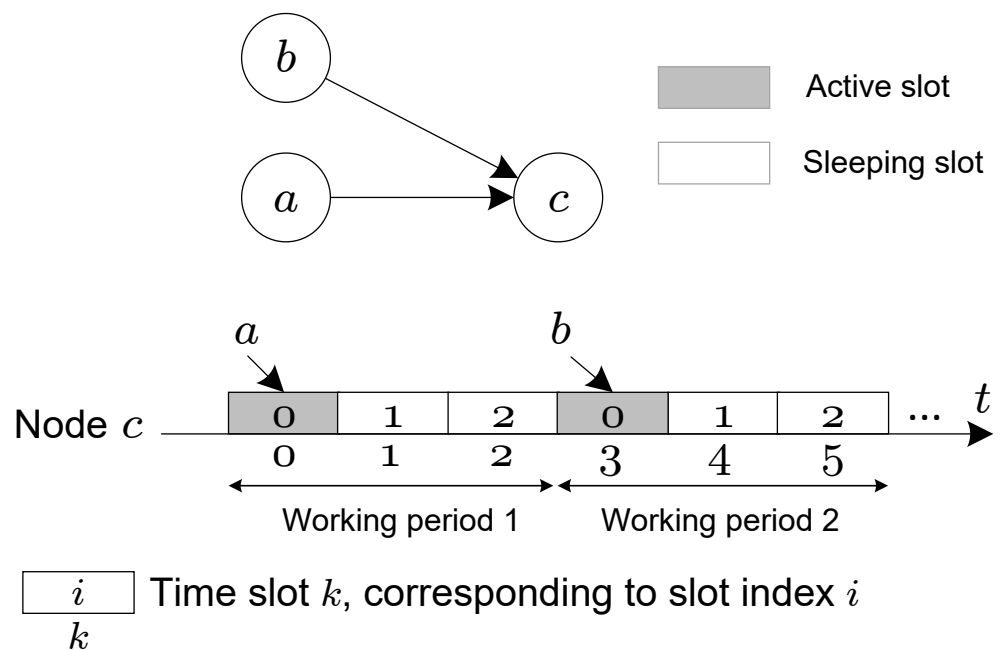 b
Active slot
a
c
Sleeping slot
a
b
Node c
0 1 2 0 1 2 ... t
0 1 2 3 4 5
Working period 1
Working period 2
i
Time slot k, corresponding to slot index i
k